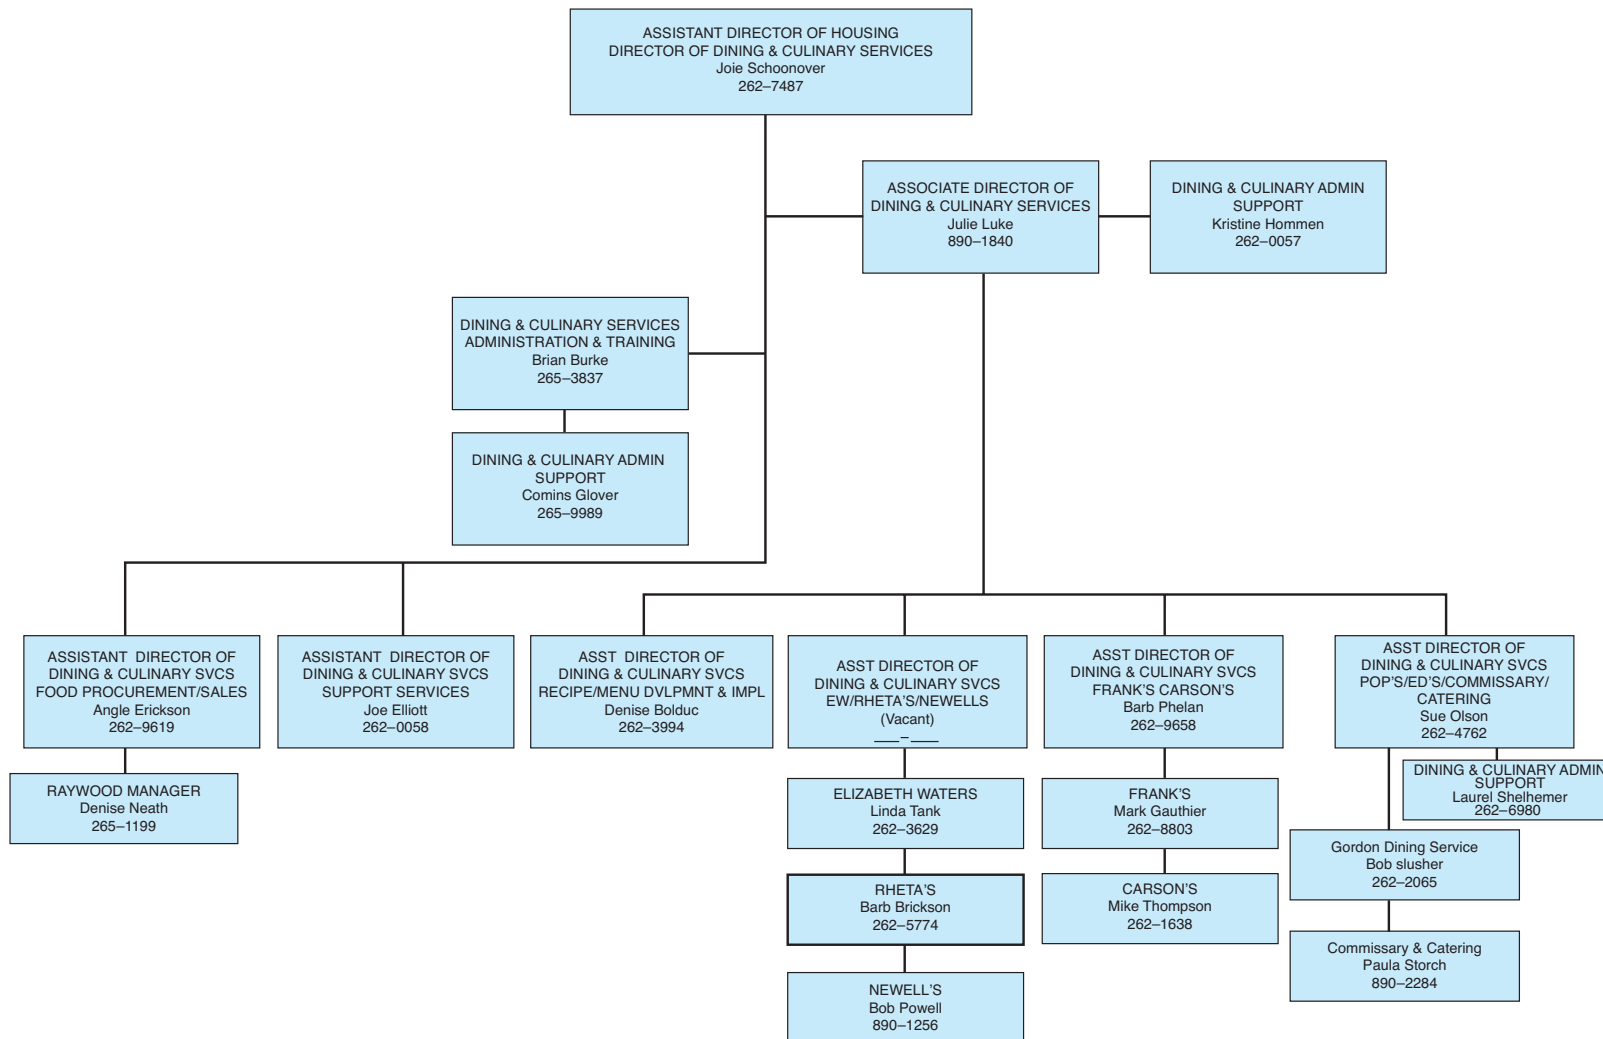 ASSISTANT DIRECTOR OF HOUSING
DIRECTOR OF DINING & CULINARY SERVICES
Joie Schoonover
262–7487
ASSOCIATE DIRECTOR OF
DINING & CULINARY SERVICES
Julie Luke
890–1840
DINING & CULINARY ADMIN
SUPPORT
Kristine Hommen
262–0057
DINING & CULINARY SERVICES
ADMINISTRATION & TRAINING
Brian Burke
265–3837
DINING & CULINARY ADMIN
SUPPORT
Comins Glover
265–9989
ASSISTANT DIRECTOR OF
DINING & CULINARY SVCS
FOOD PROCUREMENT/SALES
Angle Erickson
262–9619
ASSISTANT DIRECTOR OF
DINING & CULINARY SVCS
SUPPORT SERVICES
Joe Elliott
262–0058
ASST DIRECTOR OF
DINING & CULINARY SVCS
RECIPE/MENU DVLPMNT & IMPL
Denise Bolduc
262–3994
ASST DIRECTOR OF
DINING & CULINARY SVCS
EW/RHETA'S/NEWELLS
(Vacant)
___–____
ASST DIRECTOR OF
DINING & CULINARY SVCS
FRANK'S CARSON'S
Barb Phelan
262–9658
ASST DIRECTOR OF
DINING & CULINARY SVCS
POP'S/ED'S/COMMISSARY/
CATERING
Sue Olson
262–4762
RAYWOOD MANAGER
Denise Neath
265–1199
ELIZABETH WATERS
Linda Tank
262–3629
FRANK'S
Mark Gauthier
262–8803
DINING & CULINARY ADMIN
SUPPORT
Laurel Shelhemer
262–6980
RHETA'S
Barb Brickson
262–5774
CARSON'S
Mike Thompson
262–1638
Gordon Dining Service
Bob slusher
262–2065
NEWELL'S
Bob Powell
890–1256
Commissary & Catering
Paula Storch
890–2284